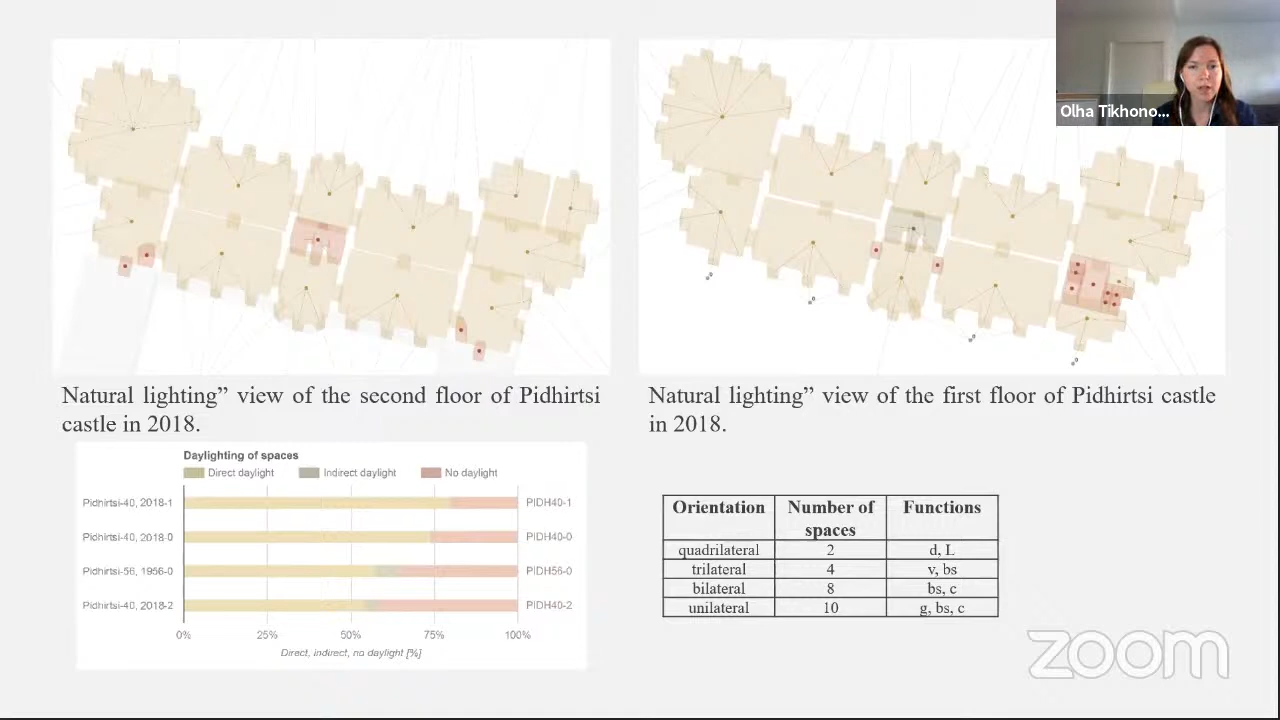 Olha Tikhono...
Natural lighting” view of the second floor of Pidhirtsi
castle in 2018.
Natural lighting” view of the first floor of Pidhirtsi castle
in 2018.
Daylighting of spaces
Direct daylight Indirect daylight No daylight
Pidhirtsi-40, 2018-1 PIDH40-1
Pidhirtsi-40, 2018-0 PIDH40-0
Pidhirtsi-56, 1956-0 PIDH56-0
Pidhirtsi-40, 2018-2 PIDH40-2
0% 25% 50% 75% 100%
Direct, indirect, no daylight [%]
Orientation Number of spaces Functions
quadrilateral 2 d, L
trilateral 4 v, bs
bilateral 8 bs, c
unilateral 10 g, bs, c
zoom